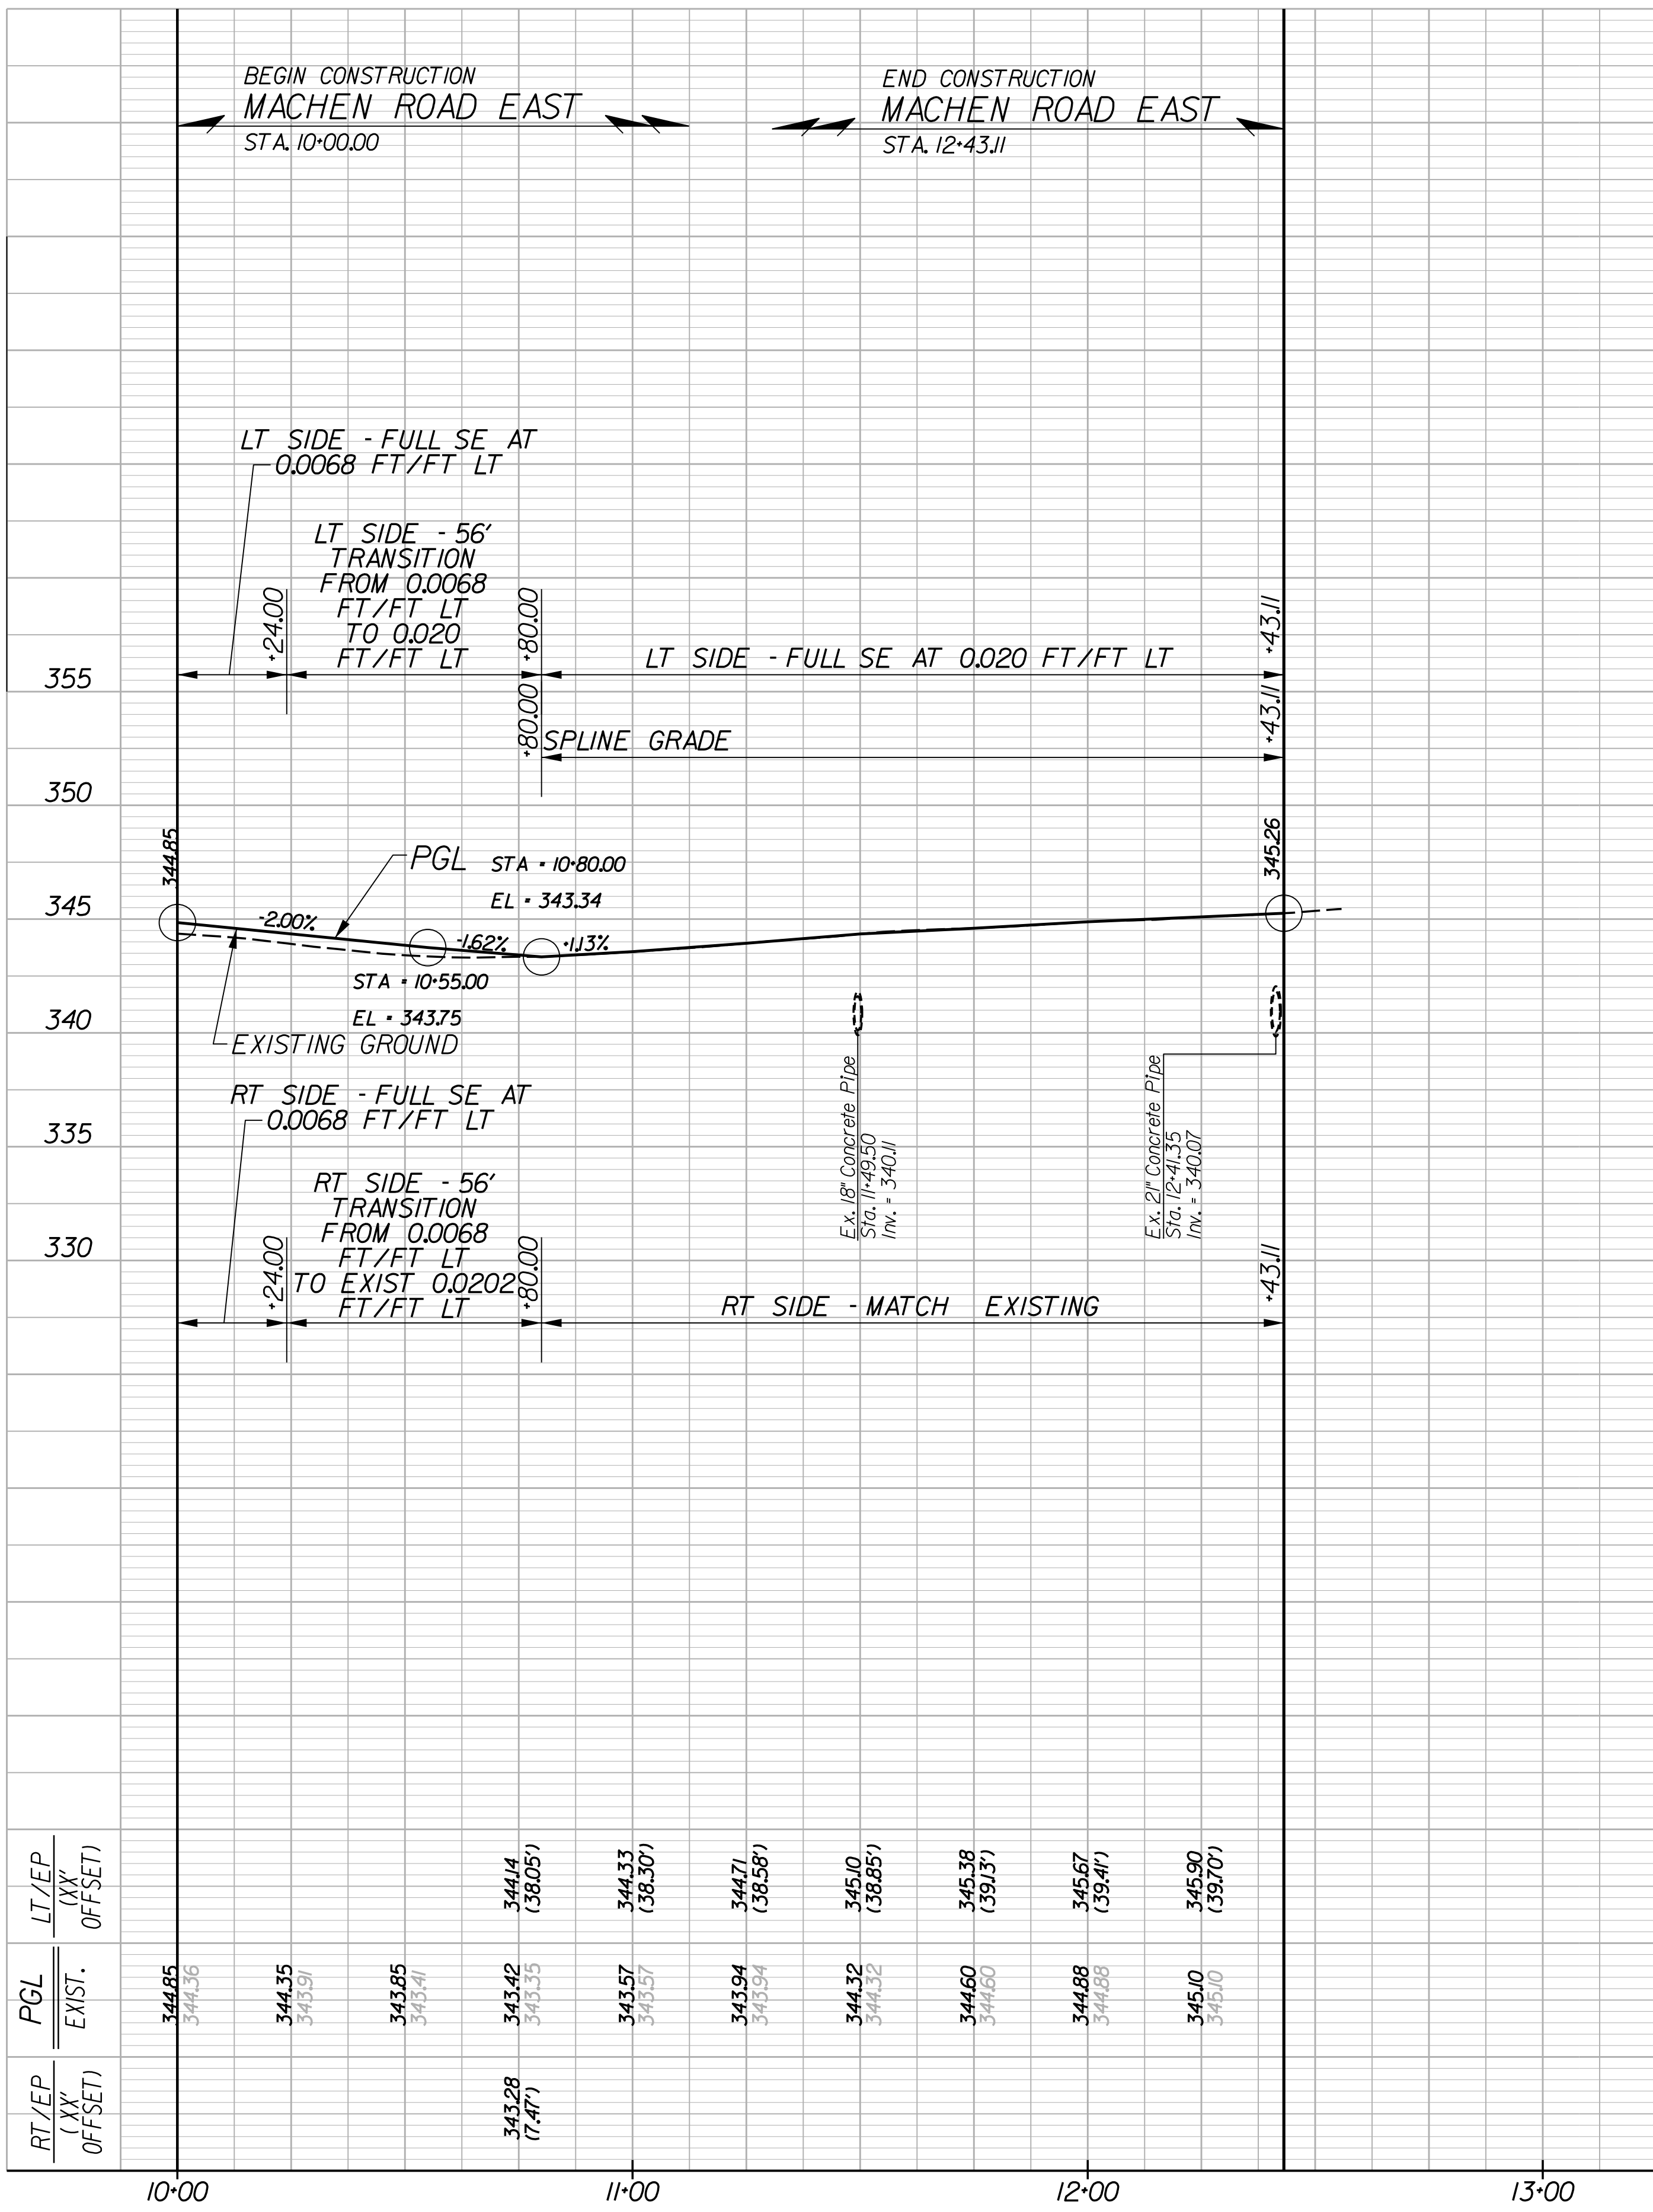 BEGIN CONSTRUCTION
MACHEN ROAD EAST
STA. 10+00.00
END CONSTRUCTION
MACHEN ROAD EAST
STA. 12+43.11
LT SIDE - FULL SE AT
0.0068 FT/FT LT
LT SIDE - 56'
TRANSITION
FROM 0.0068
FT/FT LT
TO 0.020
FT/FT LT
+24.00
+80.00
+43.11
LT SIDE - FULL SE AT 0.020 FT/FT LT
355
+80.00
+43.11
SPLINE GRADE
350
344.85
345.26
PGL
STA = 10+80.00
EL = 343.34
345
-2.00%
-1.62%
+1.13%
STA = 10+55.00
EL = 343.75
340
EXISTING GROUND
Ex. 18" Concrete Pipe
Sta. 11+49.50
Inv. = 340.11
Ex. 21" Concrete Pipe
Sta. 12+41.35
Inv. = 340.07
RT SIDE - FULL SE AT
0.0068 FT/FT LT
335
RT SIDE - 56'
TRANSITION
FROM 0.0068
FT/FT LT
TO EXIST 0.0202
FT/FT LT
330
+24.00
+80.00
+43.11
RT SIDE - MATCH EXISTING
LT/EP
(XX'
OFFSET)
344.14
(38.05')
344.33
(38.30')
344.71
(38.58')
345.10
(38.85')
345.38
(39.13')
345.67
(39.41')
345.90
(39.70')
PGL
EXIST.
344.85
344.36
344.35
343.91
343.85
343.41
343.42
343.35
343.57
343.57
343.94
343.94
344.32
344.32
344.60
344.60
344.88
344.88
345.10
345.10
RT/EP
(XX'
OFFSET)
343.28
(7.47')
10+00
11+00
12+00
13+00